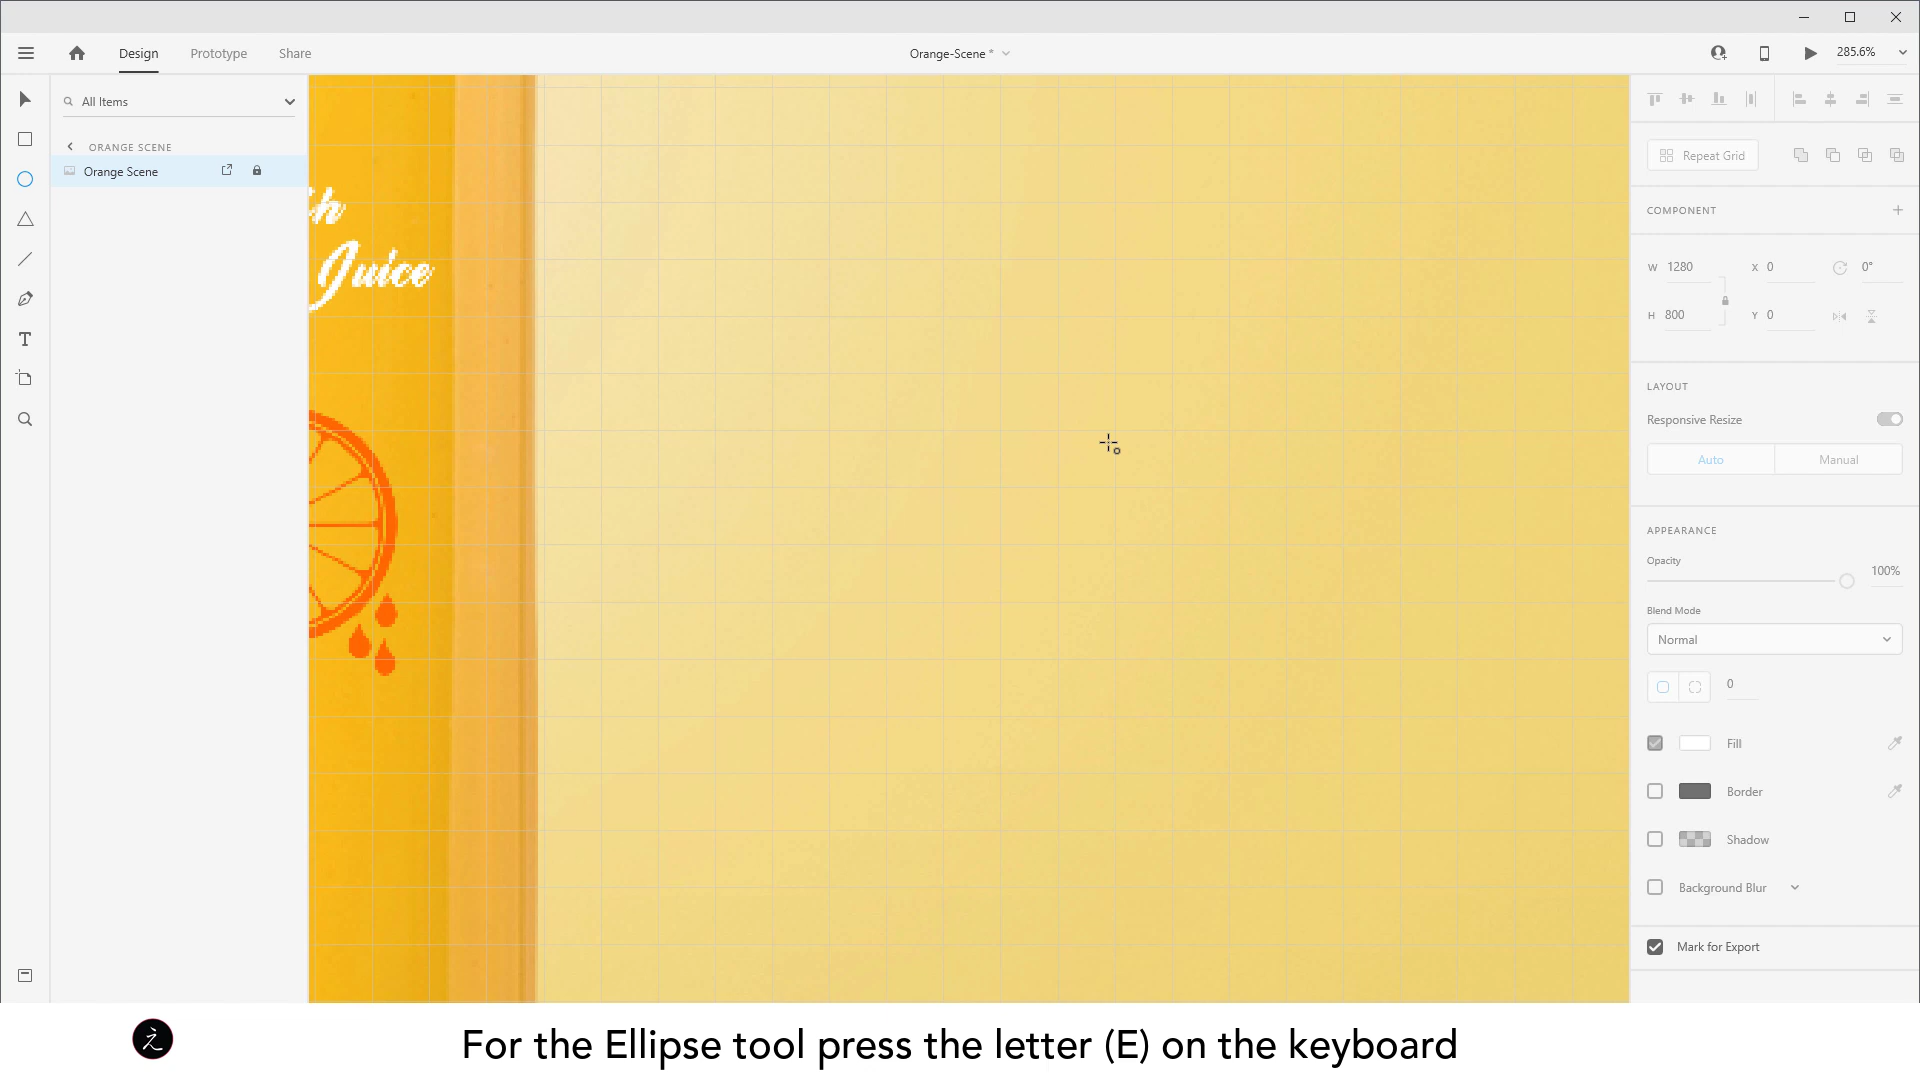 Design
Prototype
Share
Orange-Scene *
285.6%
All Items
ORANGE SCENE
Orange Scene
Juice
Repeat Grid
COMPONENT
W 1280
X 0
0°
H 800
Y 0
LAYOUT
Responsive Resize
Auto
Manual
APPEARANCE
Opacity
100%
Blend Mode
Normal
0
Fill
Border
Shadow
Background Blur
Mark for Export
For the Ellipse tool press the letter (E) on the keyboard